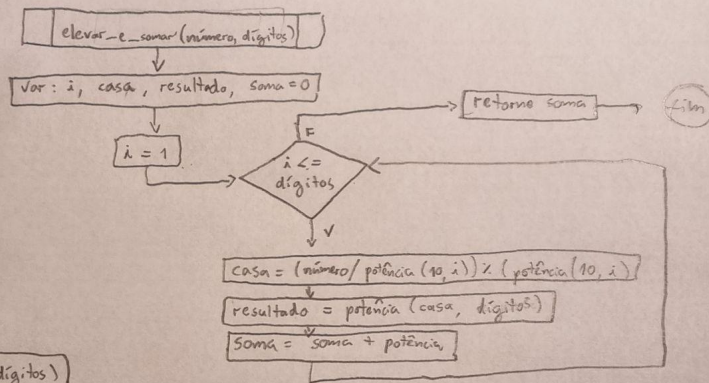 elevar_e_somar (número, dígitos)
var: i, casa, resultado, soma = 0
retorne soma
fim
i = 1
F
i <=
dígitos
V
casa = (número / potência (10, i)) % (potência (10, i)
resultado = potência (casa, dígitos)
soma = soma + potência
dígitos)